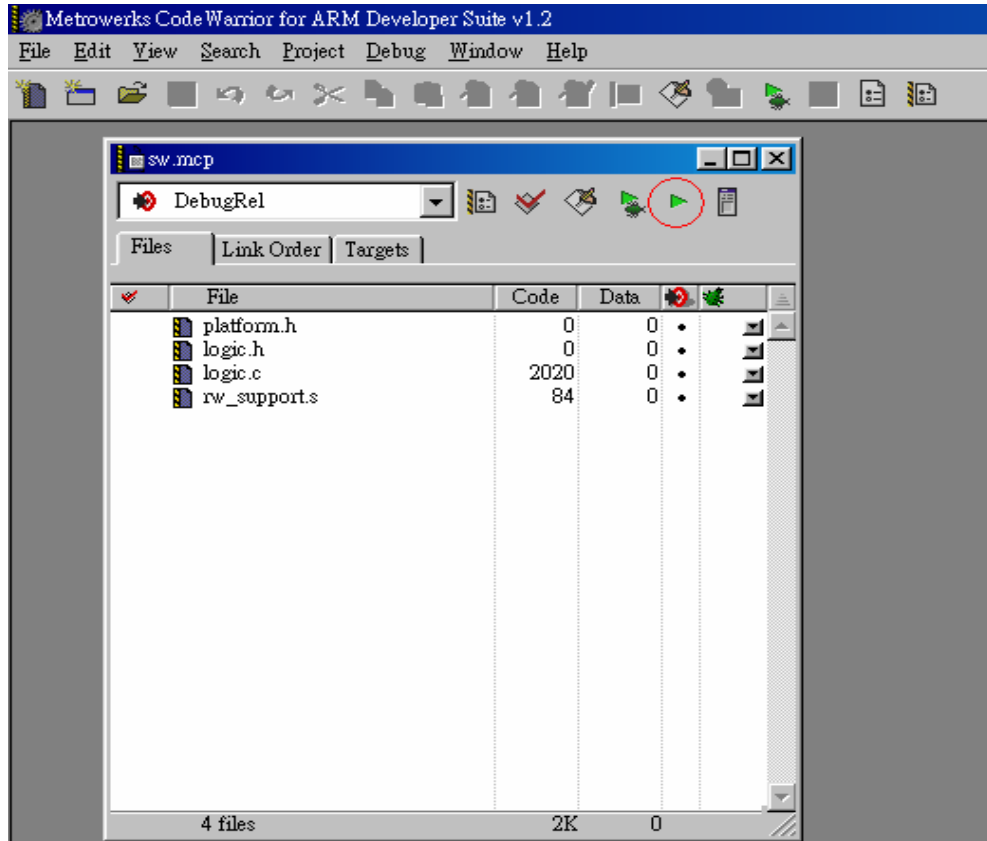 Metrowerks CodeWarrior for ARM Developer Suite v1.2
File Edit View Search Project Debug Window Help
sw.mcp
DebugRel
Files Link Order Targets
File Code Data
platform.h 0 0
logic.h 0 0
logic.c 2020 0
rw_support.s 84 0
4 files 2K 0